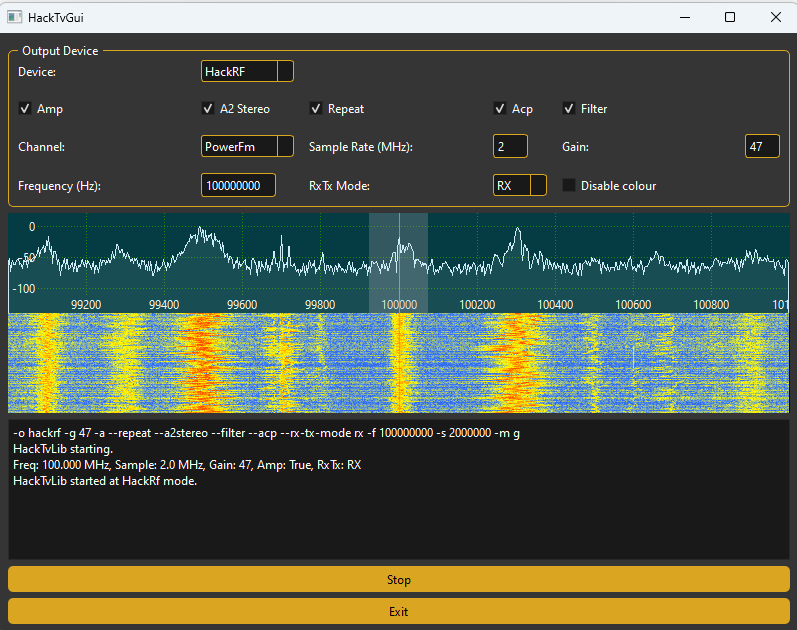 HackTvGui
Output Device
Device: HackRF
Amp A2 Stereo Repeat Acp Filter
Channel: PowerFm Sample Rate (MHz): 2 Gain: 47
Frequency (Hz): 100000000 RxTx Mode: RX Disable colour
0
-50
-100
99200 99400 99600 99800 100000 100200 100400 100600 100800 101
-o hackrf -g 47 -a --repeat --a2stereo --filter --acp --rx-tx-mode rx -f 100000000 -s 2000000 -m g
HackTvLib starting.
Freq: 100.000 MHz, Sample: 2.0 MHz, Gain: 47, Amp: True, RxTx: RX
HackTvLib started at HackRf mode.
Stop
Exit